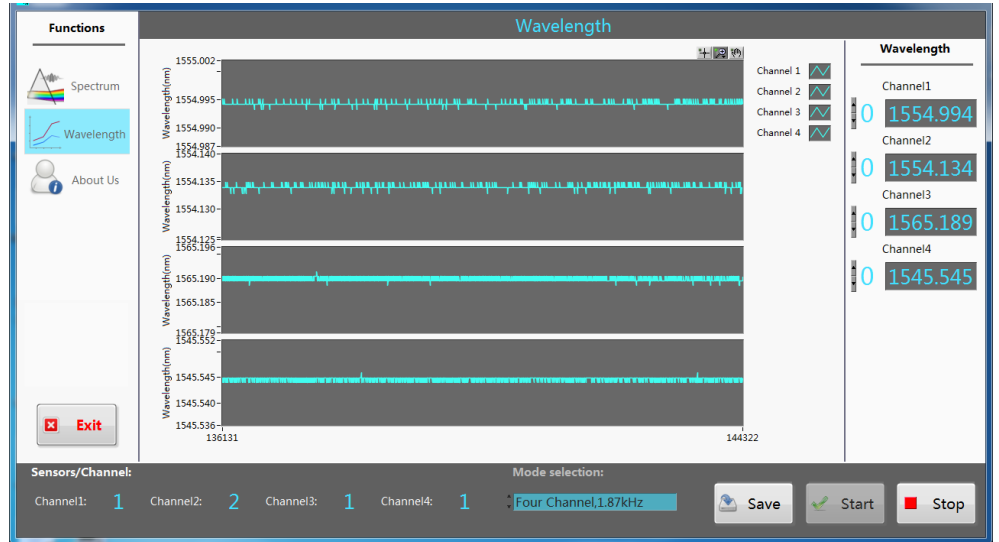 Functions
Wavelength
Spectrum
Wavelength
About Us
Exit
Wavelength(nm)
1555.002
1554.995
1554.990
1554.987
Wavelength(nm)
1554.140
1554.135
1554.130
1554.125
Wavelength(nm)
1565.196
1565.190
1565.185
1565.179
Wavelength(nm)
1545.552
1545.545
1545.540
1545.536
136131
144322
Channel 1
Channel 2
Channel 3
Channel 4
Wavelength
Channel1
0 1554.994
Channel2
0 1554.134
Channel3
0 1565.189
Channel4
0 1545.545
Sensors/Channel:
Channel1: 1 Channel2: 2 Channel3: 1 Channel4: 1
Mode selection:
Four Channel,1.87kHz
Save
Start
Stop